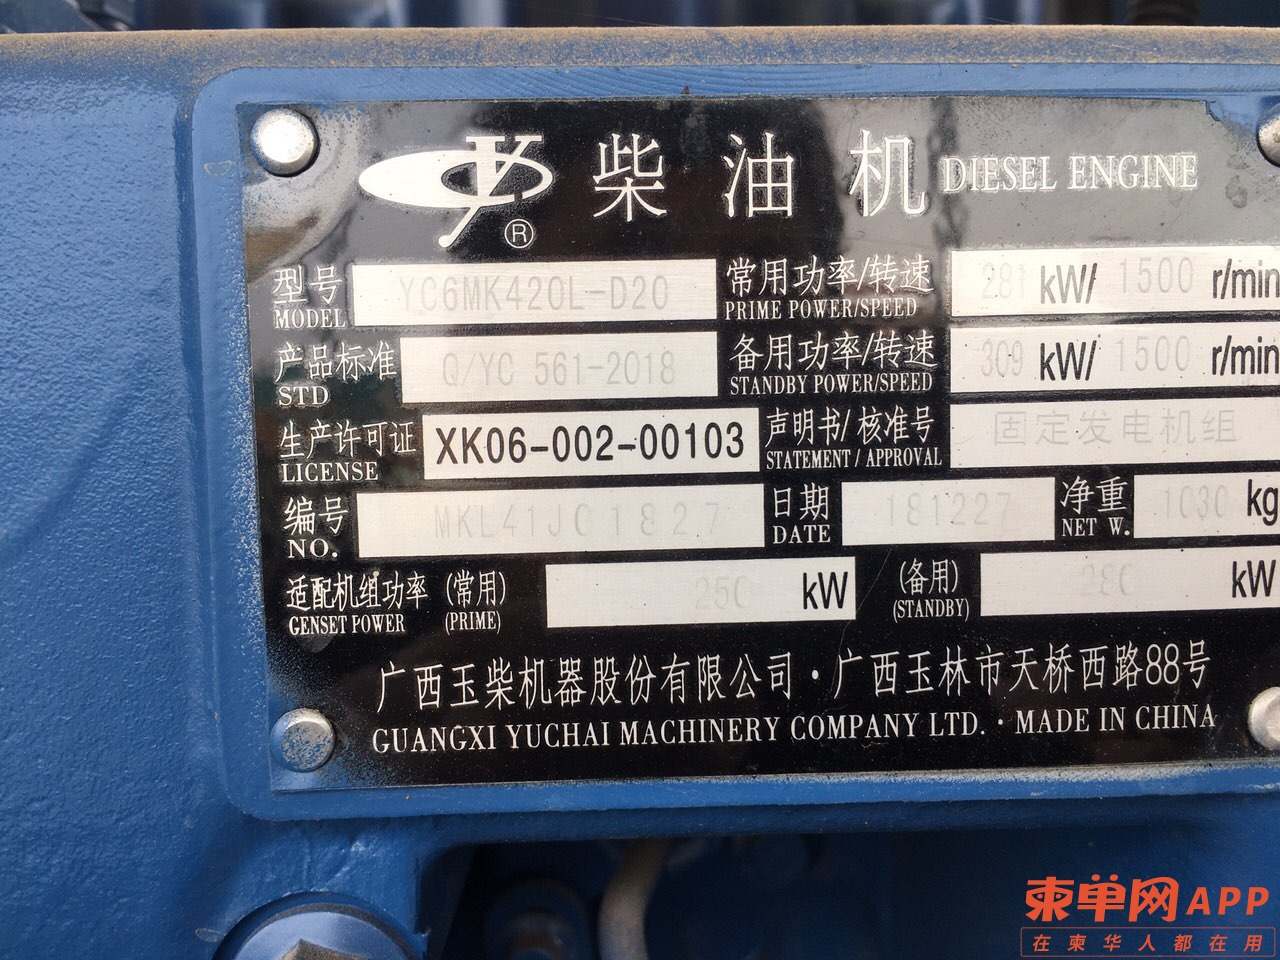 柴油机 DIESEL ENGINE
®
型号 YC6MK420L-D20 常用功率/转速 281 kW/ 1500 r/min
MODEL PRIME POWER/SPEED
产品标准 Q/YC 561-2018 备用功率/转速 309 kW/ 1500 r/min
STD STANDBY POWER/SPEED
生产许可证 XK06-002-00103 声明书/核准号 固定发电机组
LICENSE STATEMENT / APPROVAL
编号 MKL41J01827 日期 181227 净重 1030 kg
NO. DATE NET W.
适配机组功率 (常用) 250 kW (备用) 280 kW
GENSET POWER (PRIME) (STANDBY)
广西玉柴机器股份有限公司·广西玉林市天桥西路88号
GUANGXI YUCHAI MACHINERY COMPANY LTD. · MADE IN CHINA
柬单网APP
在柬华人都在用